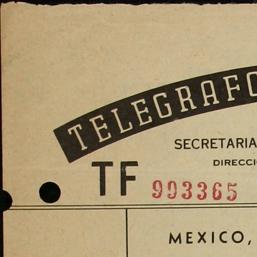 TELEGRAFO
SECRETARIA
DIRECCI
TF 993365
MEXICO,